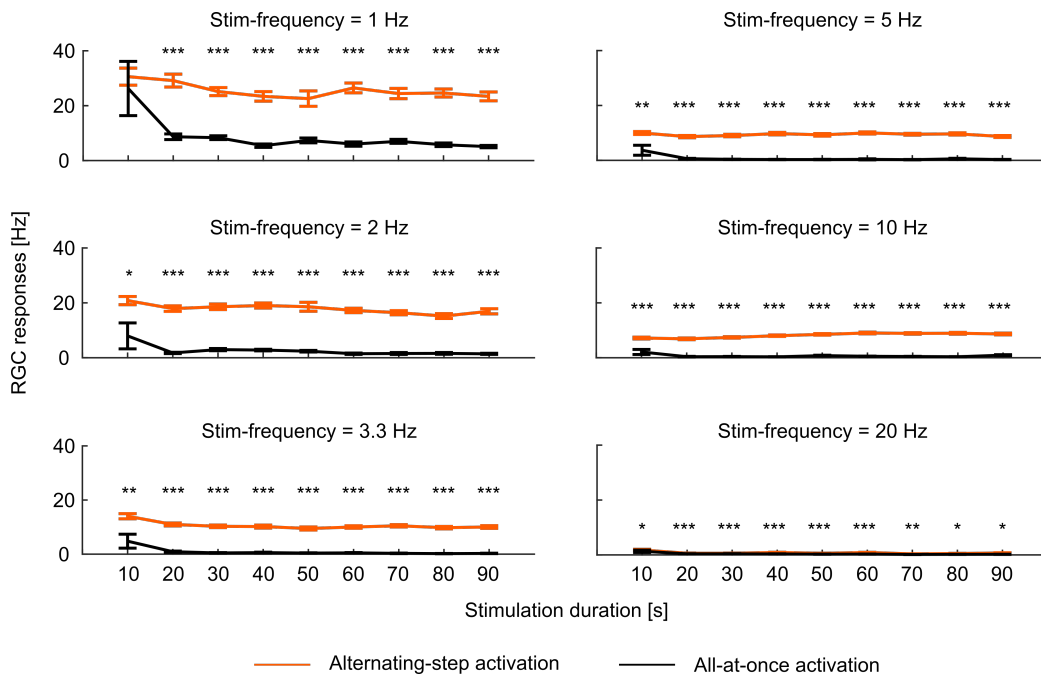 Stim-frequency = 1 Hz
40
20
0
*** *** *** *** *** *** *** ***
Stim-frequency = 5 Hz
** *** *** *** *** *** *** *** ***
RGC responses [Hz]
Stim-frequency = 2 Hz
40
20
0
* *** *** *** *** *** *** *** ***
Stim-frequency = 10 Hz
*** *** *** *** *** *** *** *** ***
Stim-frequency = 3.3 Hz
40
20
0
** *** *** *** *** *** *** *** ***
10 20 30 40 50 60 70 80 90
Stim-frequency = 20 Hz
* *** *** *** *** *** ** * *
10 20 30 40 50 60 70 80 90
Stimulation duration [s]
Alternating-step activation
All-at-once activation